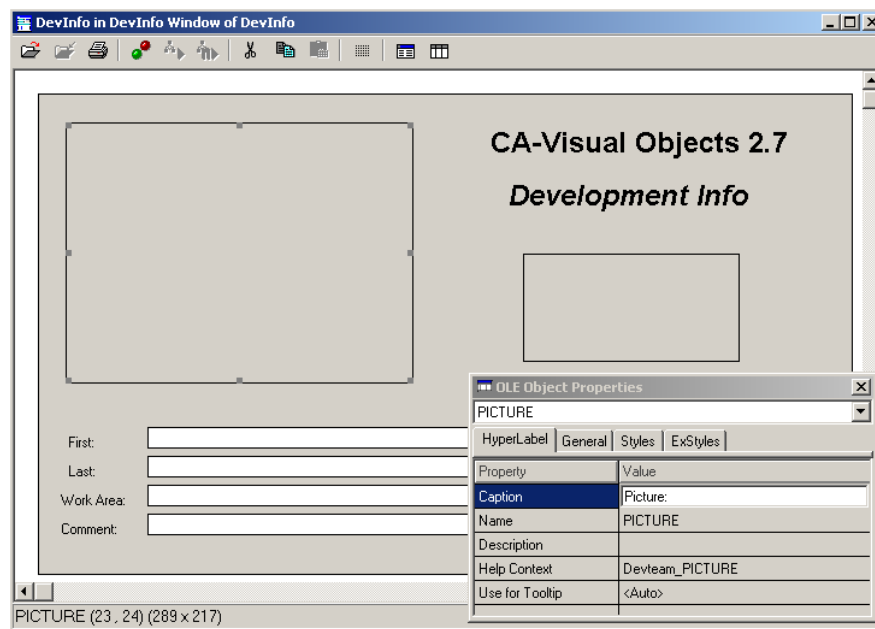 DevInfo in DevInfo Window of DevInfo
CA-Visual Objects 2.7
Development Info
First:
Last:
Work Area:
Comment:
OLE Object Properties
PICTURE
HyperLabel General Styles ExStyles
Property Value
Caption Picture:
Name PICTURE
Description
Help Context Devteam_PICTURE
Use for Tooltip <Auto>
PICTURE (23 , 24) (289 x 217)